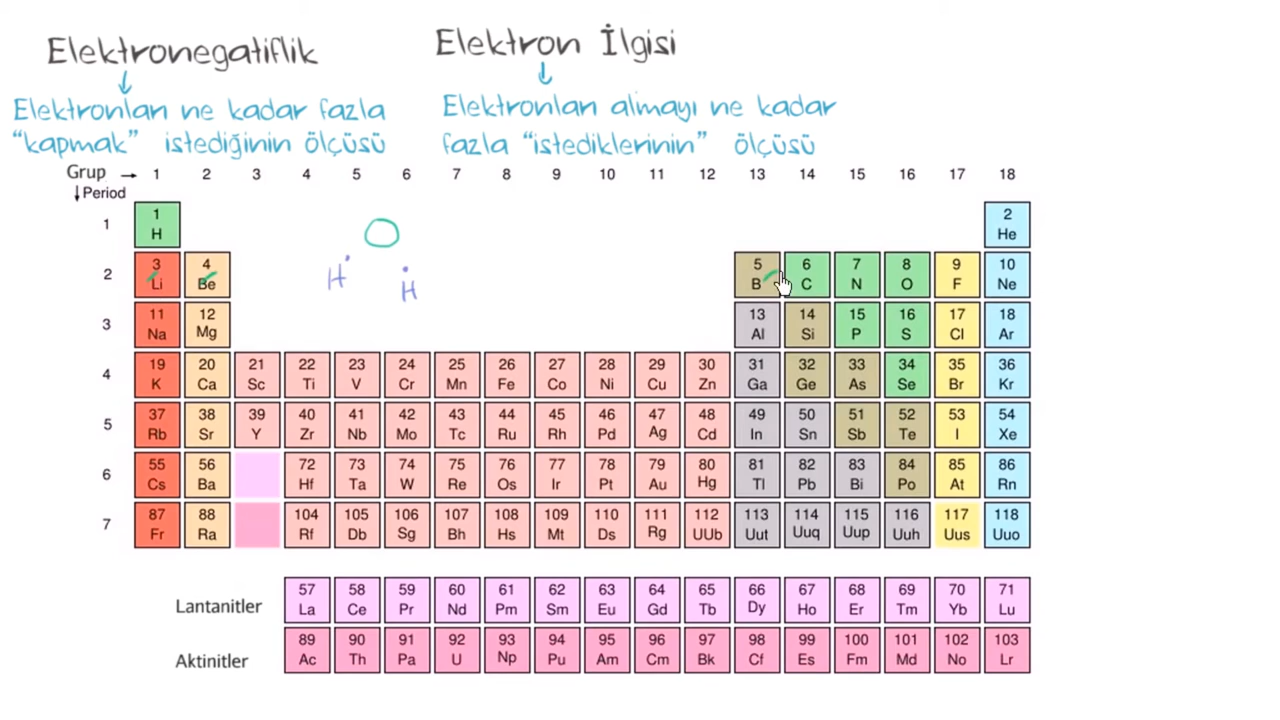 Elektronegatiflik
Elektron İlgisi
Elektronları ne kadar fazla
"kapmak" istediğinin ölçüsü
Elektronları almayı ne kadar
fazla "istediklerinin" ölçüsü
Grup 1 2 3 4 5 6 7 8 9 10 11 12 13 14 15 16 17 18
Period
1 1 2
H He
H
H
2 3 4 5 6 7 8 9 10
Li Be B C N O F Ne
3 11 12 13 14 15 16 17 18
Na Mg Al Si P S Cl Ar
4 19 20 21 22 23 24 25 26 27 28 29 30 31 32 33 34 35 36
K Ca Sc Ti V Cr Mn Fe Co Ni Cu Zn Ga Ge As Se Br Kr
5 37 38 39 40 41 42 43 44 45 46 47 48 49 50 51 52 53 54
Rb Sr Y Zr Nb Mo Tc Ru Rh Pd Ag Cd In Sn Sb Te I Xe
6 55 56 72 73 74 75 76 77 78 79 80 81 82 83 84 85 86
Cs Ba Hf Ta W Re Os Ir Pt Au Hg Tl Pb Bi Po At Rn
7 87 88 104 105 106 107 108 109 110 111 112 113 114 115 116 117 118
Fr Ra Rf Db Sg Bh Hs Mt Ds Rg UUb Uut Uuq Uup Uuh Uus Uuo
Lantanitler 57 58 59 60 61 62 63 64 65 66 67 68 69 70 71
La Ce Pr Nd Pm Sm Eu Gd Tb Dy Ho Er Tm Yb Lu
Aktinitler 89 90 91 92 93 94 95 96 97 98 99 100 101 102 103
Ac Th Pa U Np Pu Am Cm Bk Cf Es Fm Md No Lr